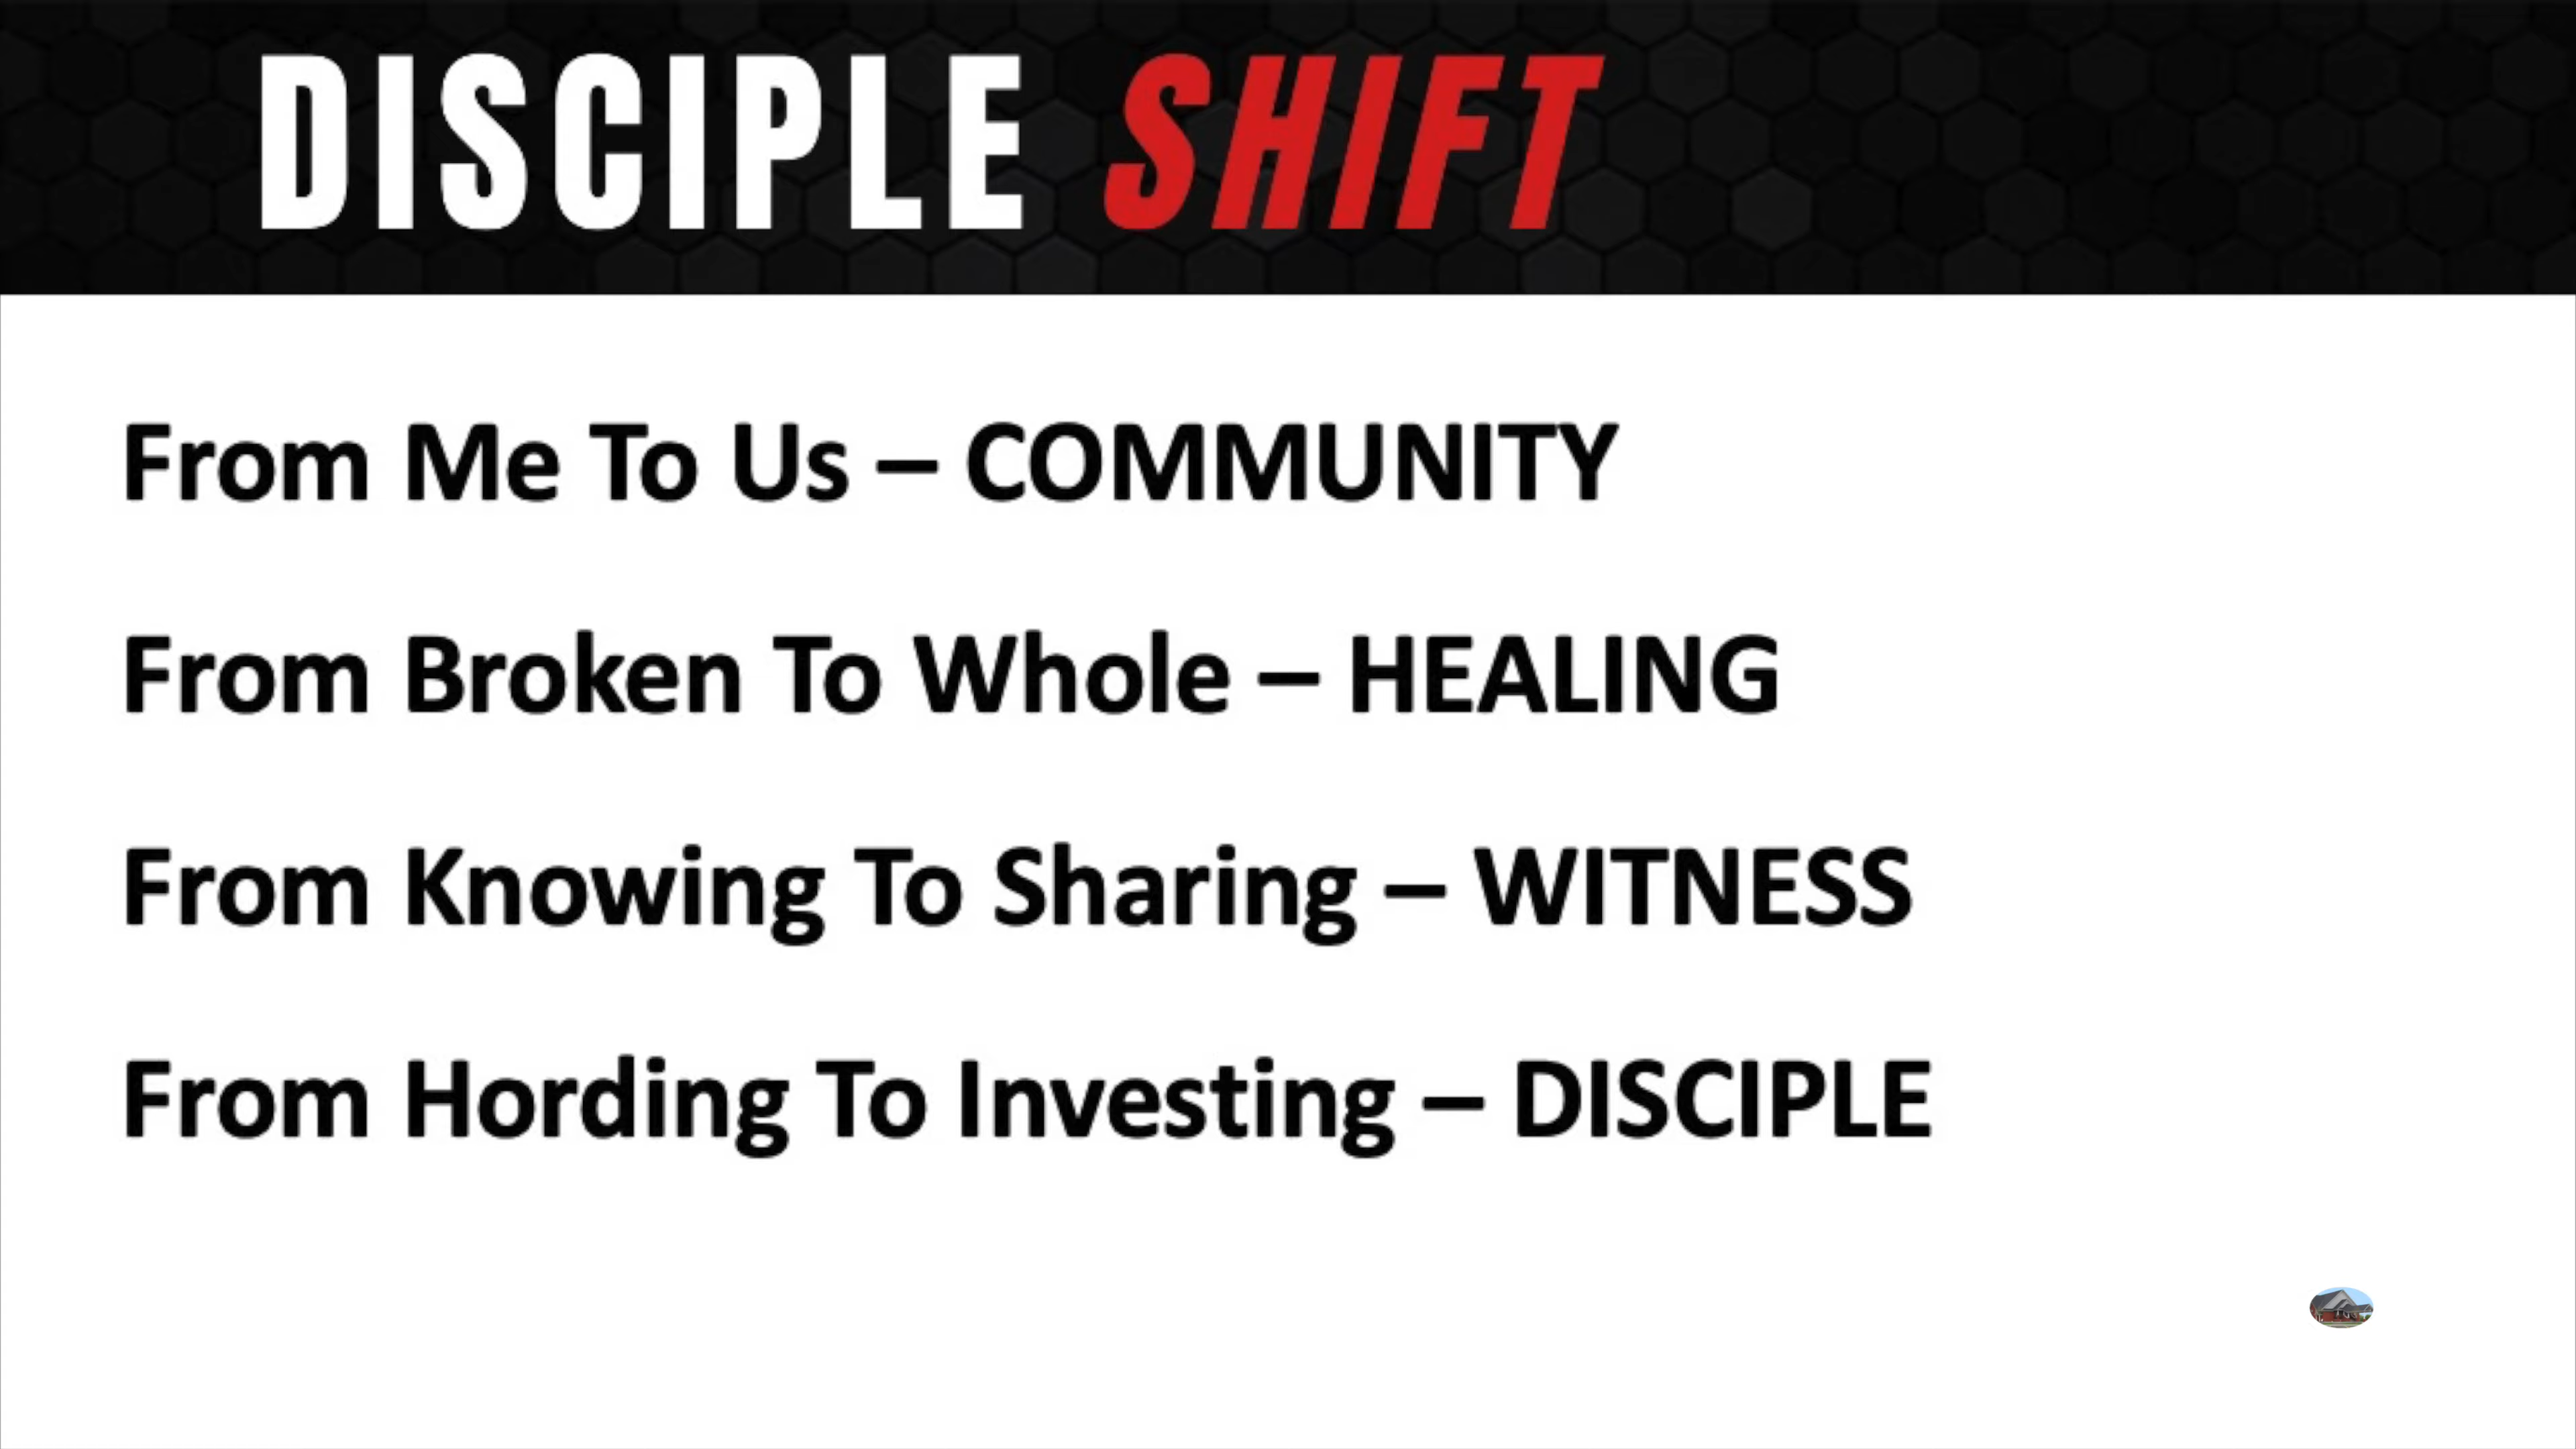 DISCIPLE SHIFT
From Me To Us – COMMUNITY
From Broken To Whole – HEALING
From Knowing To Sharing – WITNESS
From Hording To Investing – DISCIPLE